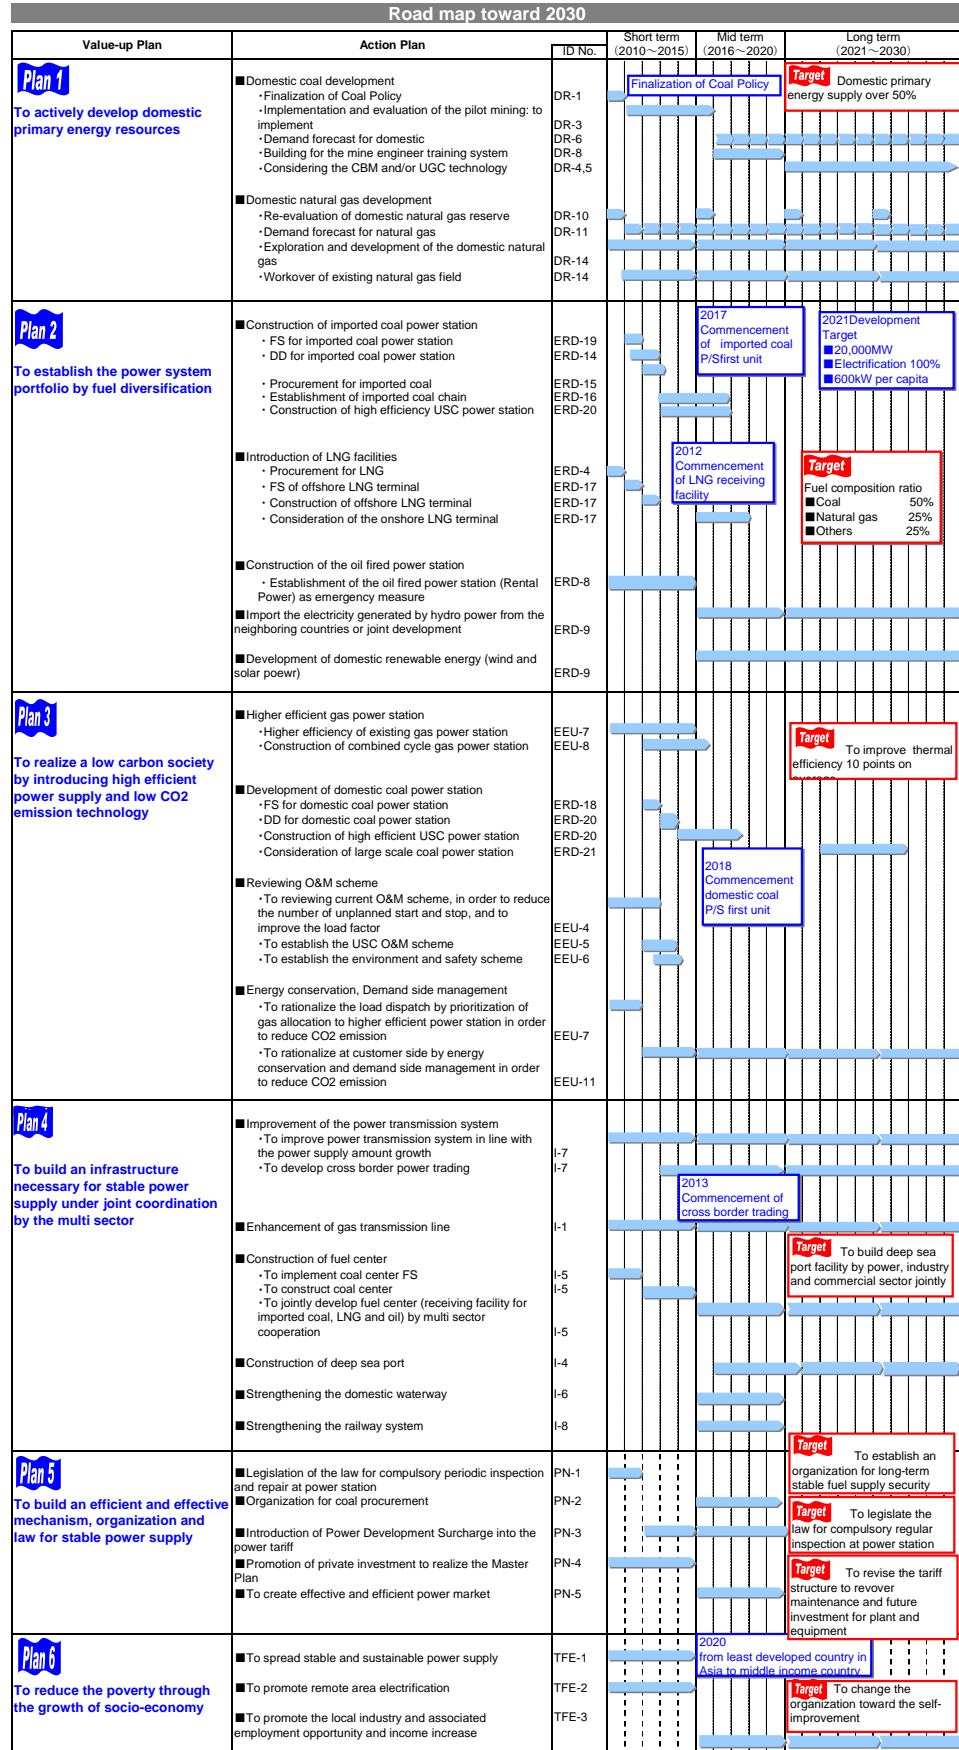 Road map toward 2030
Value-up Plan
Action Plan
ID No.
Short term
(2010～2015)
Mid term
(2016～2020)
Long term
(2021～2030)
Plan 1
To actively develop domestic
primary energy resources
■Domestic coal development
・Finalization of Coal Policy
DR-1
・Implementation and evaluation of the pilot mining: to
implement
DR-3
・Demand forecast for domestic
DR-6
・Building for the mine engineer training system
DR-8
・Considering the CBM and/or UGC technology
DR-4,5
Finalization of Coal Policy
Target
Domestic primary
energy supply over 50%
■Domestic natural gas development
・Re-evaluation of domestic natural gas reserve
DR-10
・Demand forecast for natural gas
DR-11
・Exploration and development of the domestic natural
gas
DR-14
・Workover of existing natural gas field
DR-14
Plan 2
To establish the power system
portfolio by fuel diversification
■Construction of imported coal power station
・FS for imported coal power station
ERD-19
・DD for imported coal power station
ERD-14
・Procurement for imported coal
ERD-15
・Establishment of imported coal chain
ERD-16
・Construction of high efficiency USC power station
ERD-20
2017
Commencement
of imported coal
P/Sfirst unit
2021Development
Target
■20,000MW
■Electrification 100%
■600kW per capita
■Introduction of LNG facilities
・Procurement for LNG
ERD-4
・FS of offshore LNG terminal
ERD-17
・Construction of offshore LNG terminal
ERD-17
・Consideration of the onshore LNG terminal
ERD-17
2012
Commencement
of LNG receiving
facility
Target
Fuel composition ratio
■Coal 50%
■Natural gas 25%
■Others 25%
■Construction of the oil fired power station
・Establishment of the oil fired power station (Rental
Power) as emergency measure
ERD-8
■Import the electricity generated by hydro power from the
neighboring countries or joint development
ERD-9
■Development of domestic renewable energy (wind and
solar poewr)
ERD-9
Plan 3
To realize a low carbon society
by introducing high efficient
power supply and low CO2
emission technology
■Higher efficient gas power station
・Higher efficiency of existing gas power station
EEU-7
・Construction of combined cycle gas power station
EEU-8
Target
To improve thermal
efficiency 10 points on
average
■Development of domestic coal power station
・FS for domestic coal power station
ERD-18
・DD for domestic coal power station
ERD-20
・Construction of high efficient USC power station
ERD-20
・Consideration of large scale coal power station
ERD-21
2018
Commencement
domestic coal
P/S first unit
■Reviewing O&M scheme
・To reviewing current O&M scheme, in order to reduce
the number of unplanned start and stop, and to
improve the load factor
EEU-4
・To establish the USC O&M scheme
EEU-5
・To establish the environment and safety scheme
EEU-6
■Energy conservation, Demand side management
・To rationalize the load dispatch by prioritization of
gas allocation to higher efficient power station in order
to reduce CO2 emission
EEU-7
・To rationalize at customer side by energy
conservation and demand side management in order
to reduce CO2 emission
EEU-11
Plan 4
To build an infrastructure
necessary for stable power
supply under joint coordination
by the multi sector
■Improvement of the power transmission system
・To improve power transmission system in line with
the power supply amount growth
I-7
・To develop cross border power trading
I-7
2013
Commencement of
cross border trading
■Enhancement of gas transmission line
I-1
■Construction of fuel center
・To implement coal center FS
I-5
・To construct coal center
I-5
・To jointly develop fuel center (receiving facility for
imported coal, LNG and oil) by multi sector
cooperation
I-5
Target
To build deep sea
port facility by power, industry
and commercial sector jointly
■Construction of deep sea port
I-4
■Strengthening the domestic waterway
I-6
■Strengthening the railway system
I-8
Plan 5
To build an efficient and effective
mechanism, organization and
law for stable power supply
■Legislation of the law for compulsory periodic inspection
and repair at power station
PN-1
■Organization for coal procurement
PN-2
■Introduction of Power Development Surcharge into the
power tariff
PN-3
■Promotion of private investment to realize the Master
Plan
PN-4
■To create effective and efficient power market
PN-5
Target
To establish an
organization for long-term
stable fuel supply security
Target
To legislate the
law for compulsory regular
inspection at power station
Target
To revise the tariff
structure to revover
maintenance and future
investment for plant and
equipment
Plan 6
To reduce the poverty through
the growth of socio-economy
■To spread stable and sustainable power supply
TFE-1
■To promote remote area electrification
TFE-2
■To promote the local industry and associated
employment opportunity and income increase
TFE-3
2020
from least developed country in
Asia to middle income country
Target
To change the
organization toward the self-
improvement